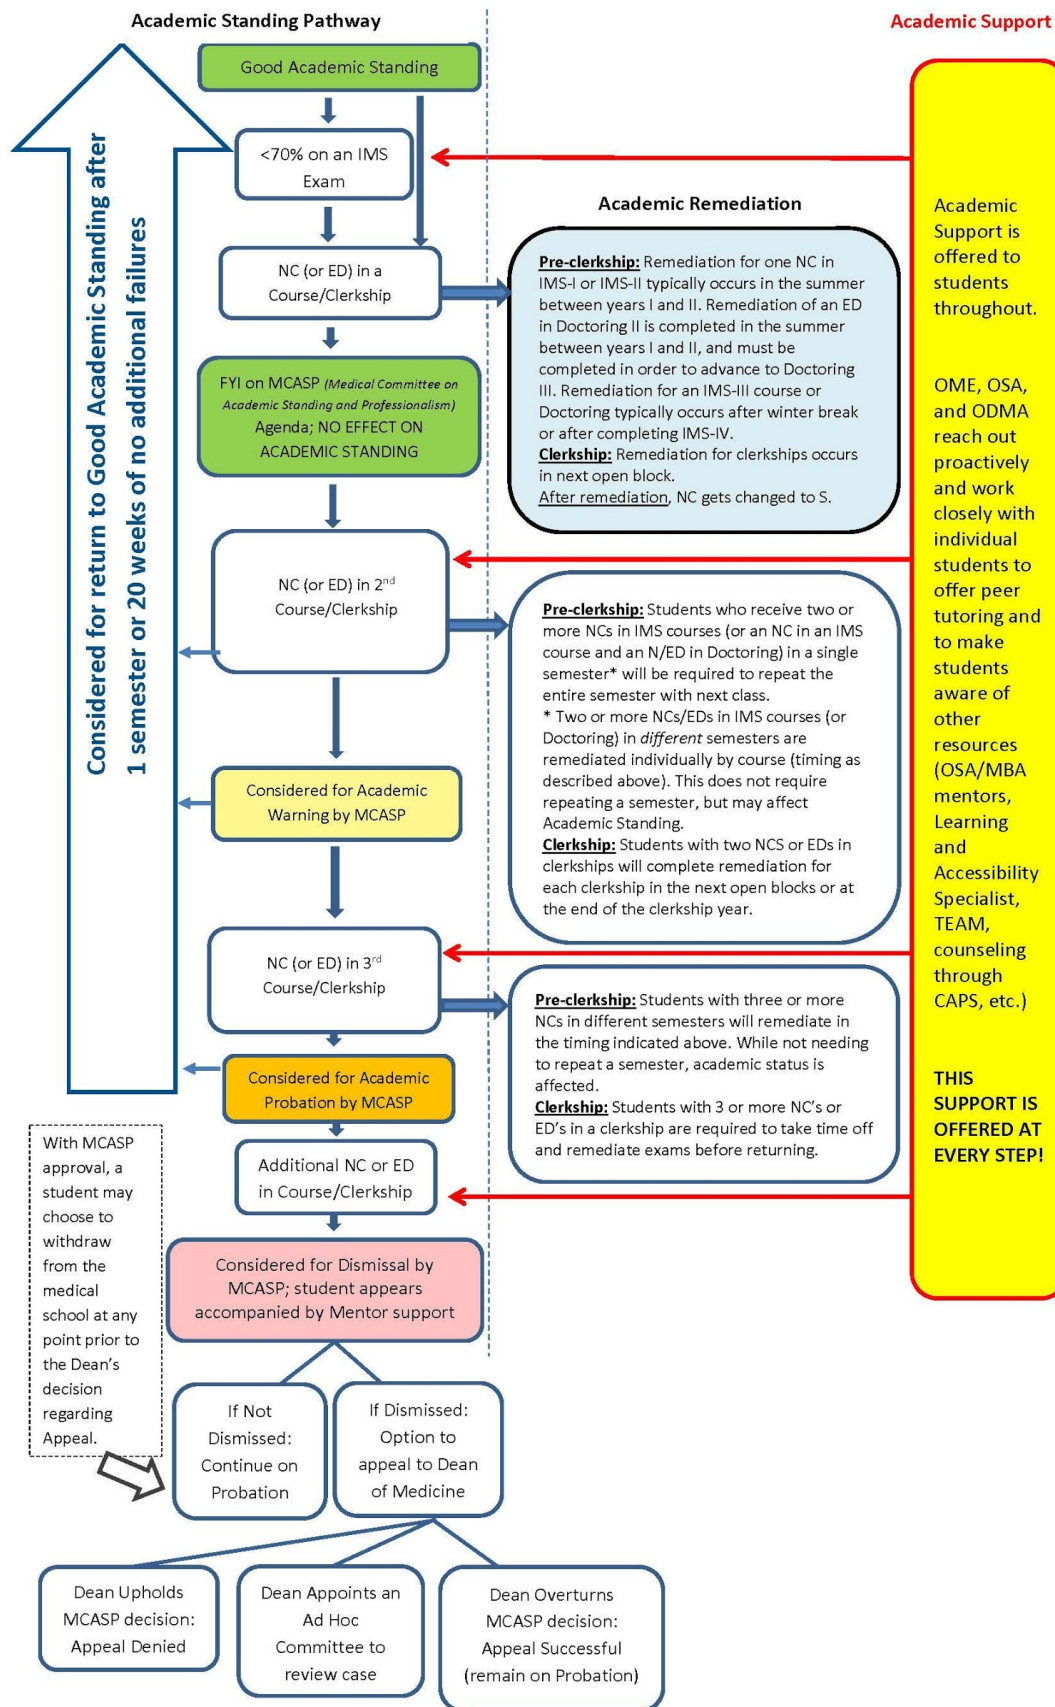 Academic Standing Pathway
Academic Support
Good Academic Standing
<70% on an IMS
Exam
NC (or ED) in a
Course/Clerkship
FYI on MCASP (Medical Committee on
Academic Standing and Professionalism)
Agenda; NO EFFECT ON
ACADEMIC STANDING
NC (or ED) in 2nd
Course/Clerkship
Considered for Academic
Warning by MCASP
NC (or ED) in 3rd
Course/Clerkship
Considered for Academic
Probation by MCASP
Additional NC or ED
in Course/Clerkship
Considered for Dismissal by
MCASP; student appears
accompanied by Mentor support
If Not
Dismissed:
Continue on
Probation
If Dismissed:
Option to
appeal to Dean
of Medicine
Dean Upholds
MCASP decision:
Appeal Denied
Dean Appoints an
Ad Hoc
Committee to
review case
Dean Overturns
MCASP decision:
Appeal Successful
(remain on Probation)
Considered for return to Good Academic Standing after
1 semester or 20 weeks of no additional failures
With MCASP
approval, a
student may
choose to
withdraw
from the
medical
school at any
point prior to
the Dean's
decision
regarding
Appeal.
Academic Remediation
Pre-clerkship: Remediation for one NC in
IMS-I or IMS-II typically occurs in the summer
between years I and II. Remediation of an ED
in Doctoring II is completed in the summer
between years I and II, and must be
completed in order to advance to Doctoring
III. Remediation for an IMS-III course or
Doctoring typically occurs after winter break
or after completing IMS-IV.
Clerkship: Remediation for clerkships occurs
in next open block.
After remediation, NC gets changed to S.
Pre-clerkship: Students who receive two or
more NCs in IMS courses (or an NC in an IMS
course and an N/ED in Doctoring) in a single
semester* will be required to repeat the
entire semester with next class.
* Two or more NCs/EDs in IMS courses (or
Doctoring) in different semesters are
remediated individually by course (timing as
described above). This does not require
repeating a semester, but may affect
Academic Standing.
Clerkship: Students with two NCS or EDs in
clerkships will complete remediation for
each clerkship in the next open blocks or at
the end of the clerkship year.
Pre-clerkship: Students with three or more
NCs in different semesters will remediate in
the timing indicated above. While not needing
to repeat a semester, academic status is
affected.
Clerkship: Students with 3 or more NC's or
ED's in a clerkship are required to take time off
and remediate exams before returning.
Academic
Support is
offered to
students
throughout.
OME, OSA,
and ODMA
reach out
proactively
and work
closely with
individual
students to
offer peer
tutoring and
to make
students
aware of
other
resources
(OSA/MBA
mentors,
Learning
and
Accessibility
Specialist,
TEAM,
counseling
through
CAPS, etc.)
THIS
SUPPORT IS
OFFERED AT
EVERY STEP!